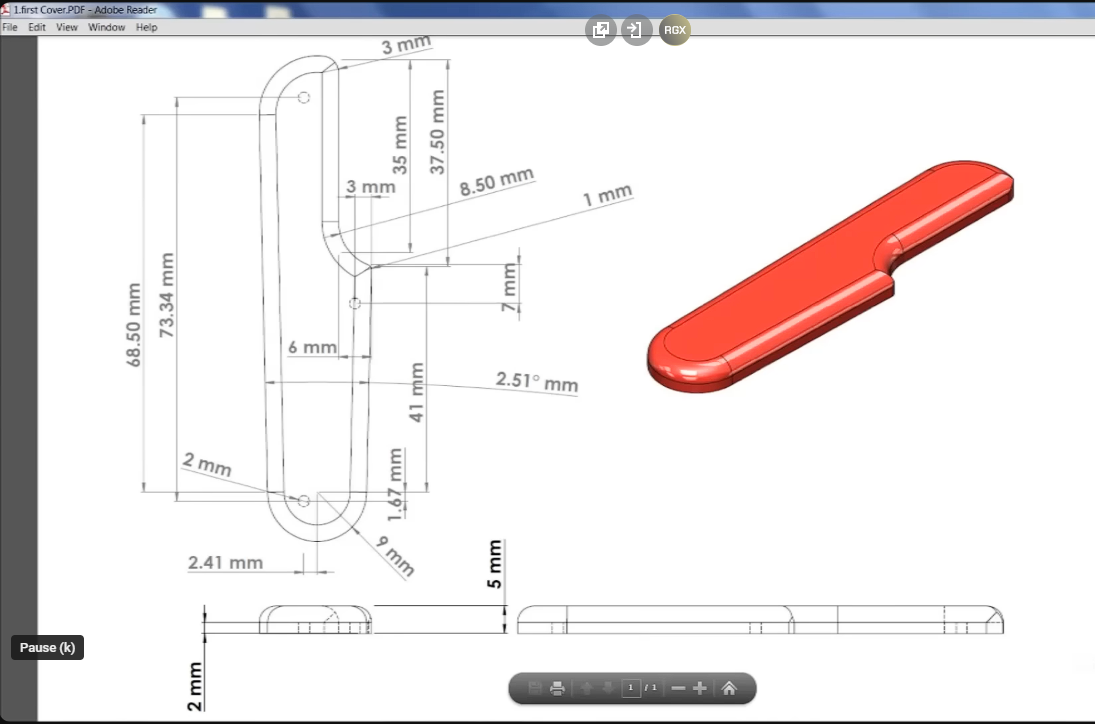 1.first Cover.PDF - Adobe Reader
File Edit View Window Help
RGX
3 mm
35 mm
37.50 mm
3 mm
8.50 mm
1 mm
7 mm
68.50 mm
73.34 mm
6 mm
2.51° mm
41 mm
2 mm
1.67 mm
9 mm
2.41 mm
5 mm
2 mm
Pause (k)
1 / 1